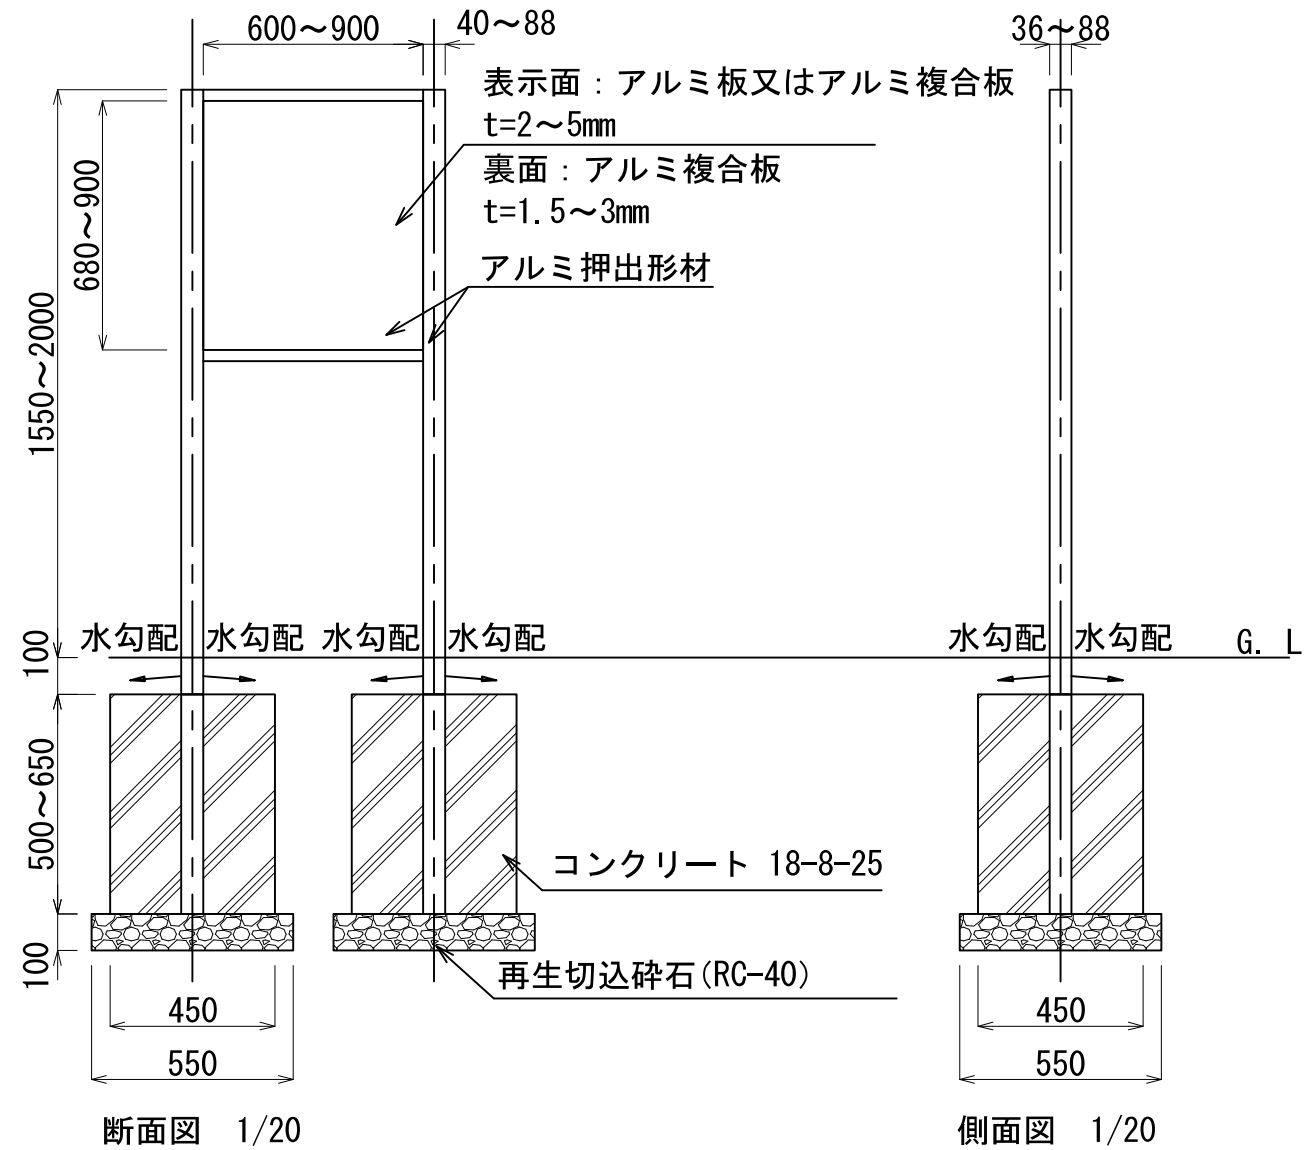 600～900
40～88
36～88
表示面：アルミ板又はアルミ複合板
t=2～5mm
裏面：アルミ複合板
t=1.5～3mm
アルミ押出形材
680～900
1550～2000
水勾配 水勾配 水勾配 水勾配
水勾配 水勾配
G. L
100
500～650
コンクリート 18-8-25
100
再生切込砕石(RC-40)
450
550
450
550
断面図 1/20
側面図 1/20